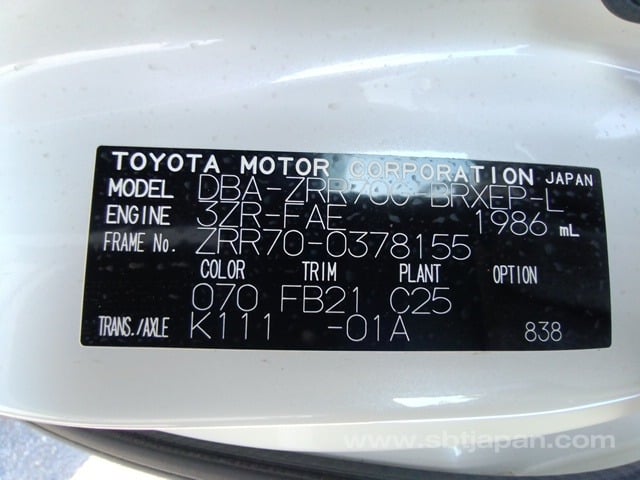 TOYOTA MOTOR CORPORATION JAPAN
MODEL DBA-ZRR70G-BRXEP-L
ENGINE 3ZR-FAE 1986 mL
FRAME No. ZRR70-0378155
COLOR TRIM PLANT OPTION
070 FB21 C25
TRANS./AXLE K111 -01A 838
www.sbtjapan.com